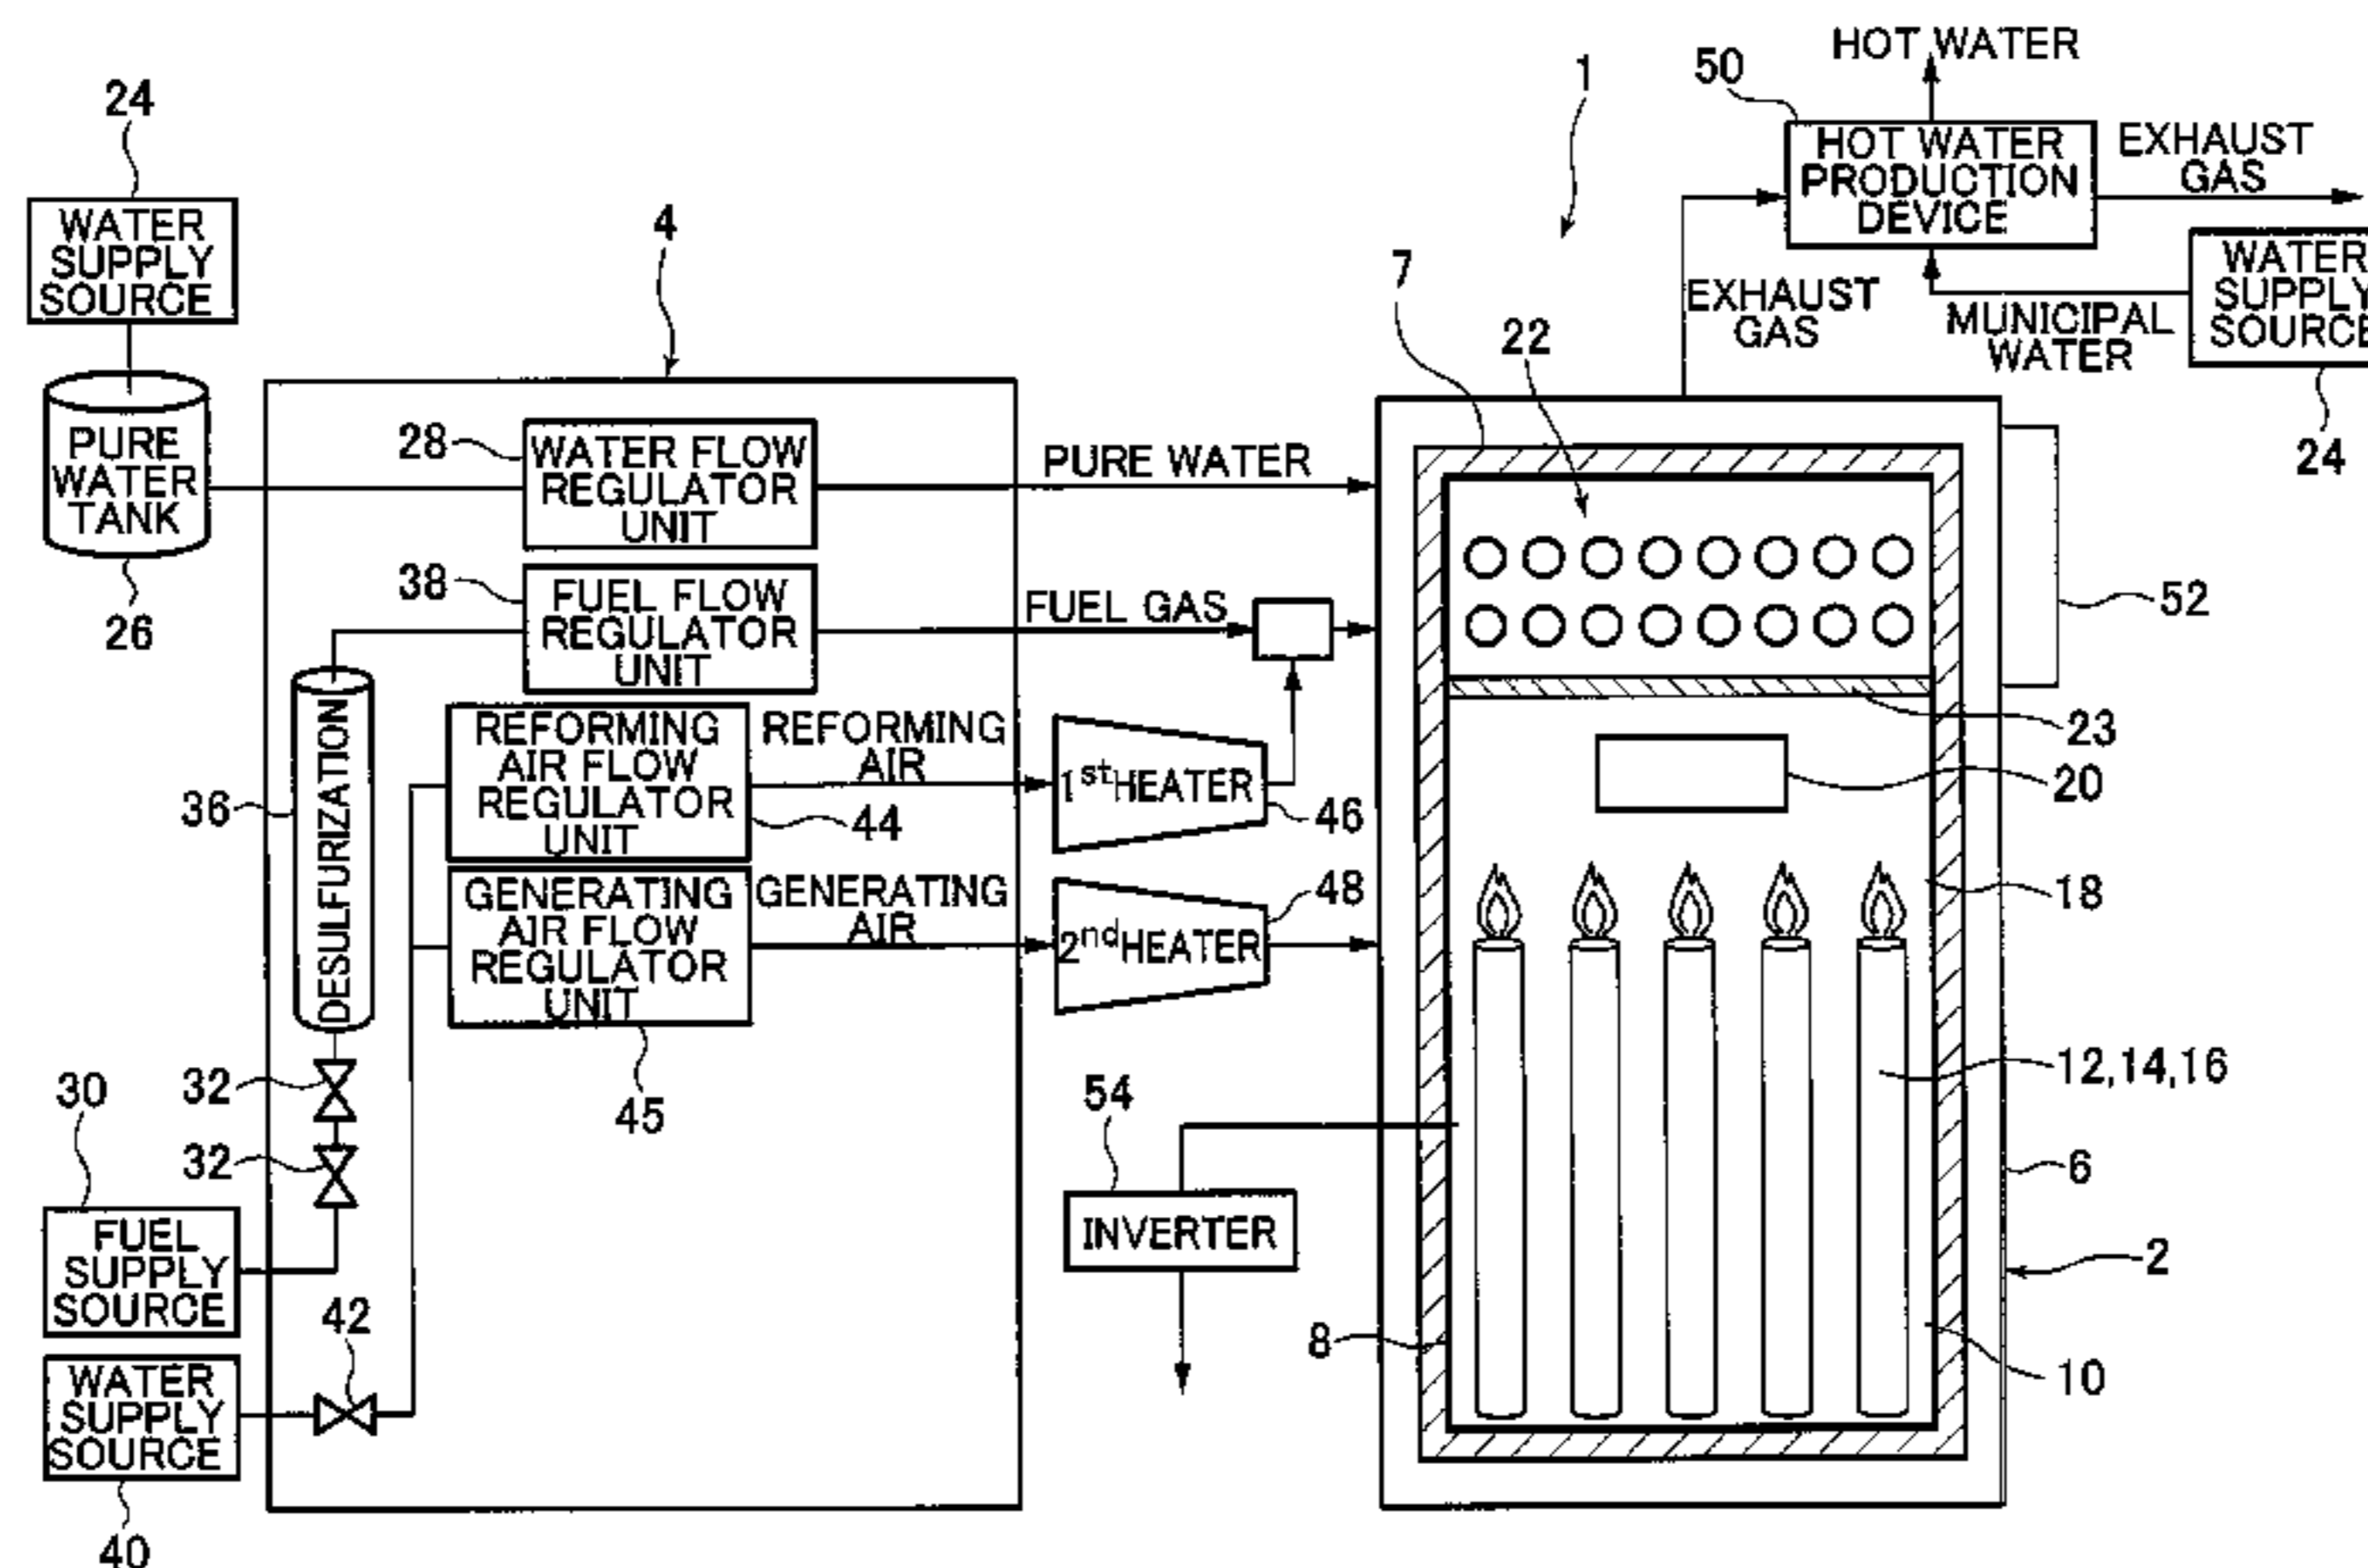 HOT WATER
1
50
24
HOT WATER
PRODUCTION
DEVICE
EXHAUST
GAS
WATER
SUPPLY
SOURCE
4
7
EXHAUST
GAS
MUNICIPAL
WATER
WATER
SUPPLY
SOURCE
24
22
PURE
WATER
TANK
26
28
WATER FLOW
REGULATOR
UNIT
PURE WATER
38
FUEL FLOW
REGULATOR
UNIT
FUEL GAS
52
23
20
36
DESULFURIZATION
REFORMING
AIR FLOW
REGULATOR
UNIT
44
REFORMING
AIR
1st HEATER
46
GENERATING
AIR FLOW
REGULATOR
UNIT
45
GENERATING
AIR
2nd HEATER
48
18
32
32
30
FUEL
SUPPLY
SOURCE
54
INVERTER
12,14,16
6
2
42
8
10
WATER
SUPPLY
SOURCE
40